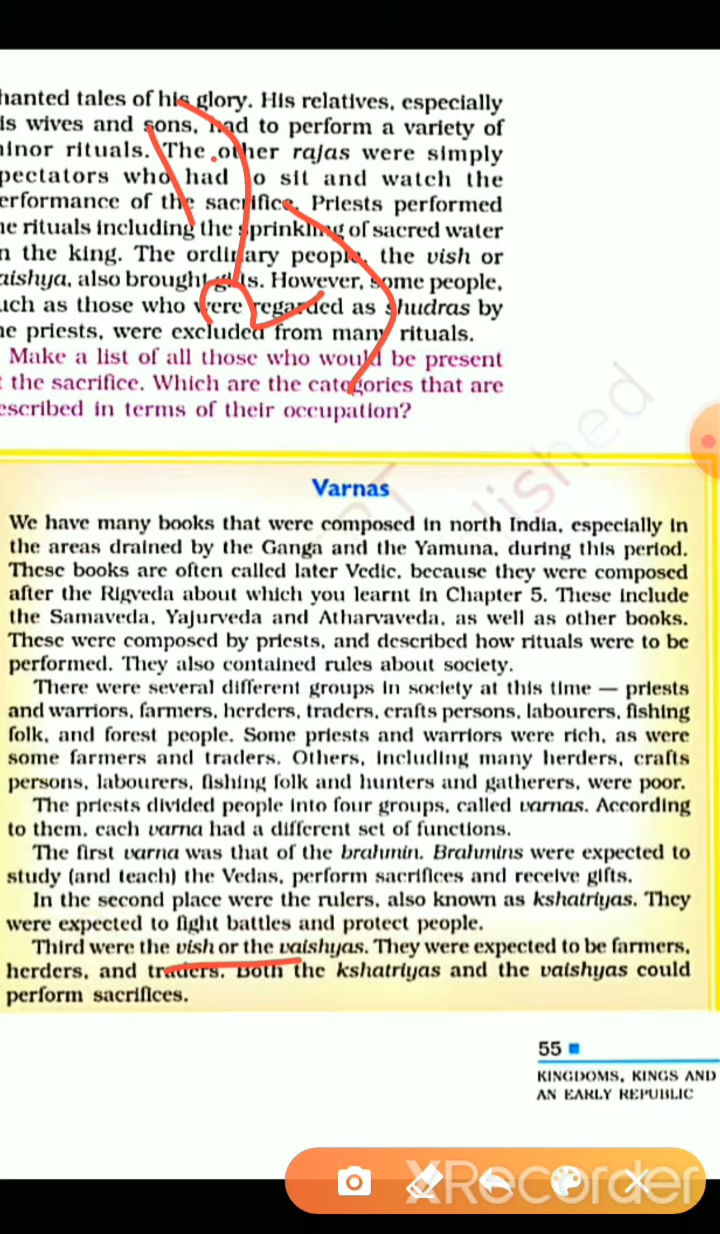 hanted tales of his glory. His relatives, especially
is wives and sons, had to perform a variety of
inor rituals. The other rajas were simply
pectators who had to sit and watch the
erformance of the sacrifice. Priests performed
he rituals including the sprinkling of sacred water
n the king. The ordinary people, the vish or
aishya, also brought gifts. However, some people,
uch as those who were regarded as shudras by
he priests, were excluded from many rituals.
Make a list of all those who would be present
t the sacrifice. Which are the categories that are
escribed in terms of their occupation?
Varnas
We have many books that were composed in north India, especially in
the areas drained by the Ganga and the Yamuna, during this period.
These books are often called later Vedic, because they were composed
after the Rigveda about which you learnt in Chapter 5. These include
the Samaveda, Yajurveda and Atharvaveda, as well as other books.
These were composed by priests, and described how rituals were to be
performed. They also contained rules about society.
There were several different groups in society at this time — priests
and warriors, farmers, herders, traders, crafts persons, labourers, fishing
folk, and forest people. Some priests and warriors were rich, as were
some farmers and traders. Others, including many herders, crafts
persons, labourers, fishing folk and hunters and gatherers, were poor.
The priests divided people into four groups, called varnas. According
to them, each varna had a different set of functions.
The first varna was that of the brahmin. Brahmins were expected to
study (and teach) the Vedas, perform sacrifices and receive gifts.
In the second place were the rulers, also known as kshatriyas. They
were expected to fight battles and protect people.
Third were the vish or the vaishyas. They were expected to be farmers,
herders, and traders. Both the kshatriyas and the vaishyas could
perform sacrifices.
55
KINGDOMS, KINGS AND
AN EARLY REPUBLIC
XRecorder